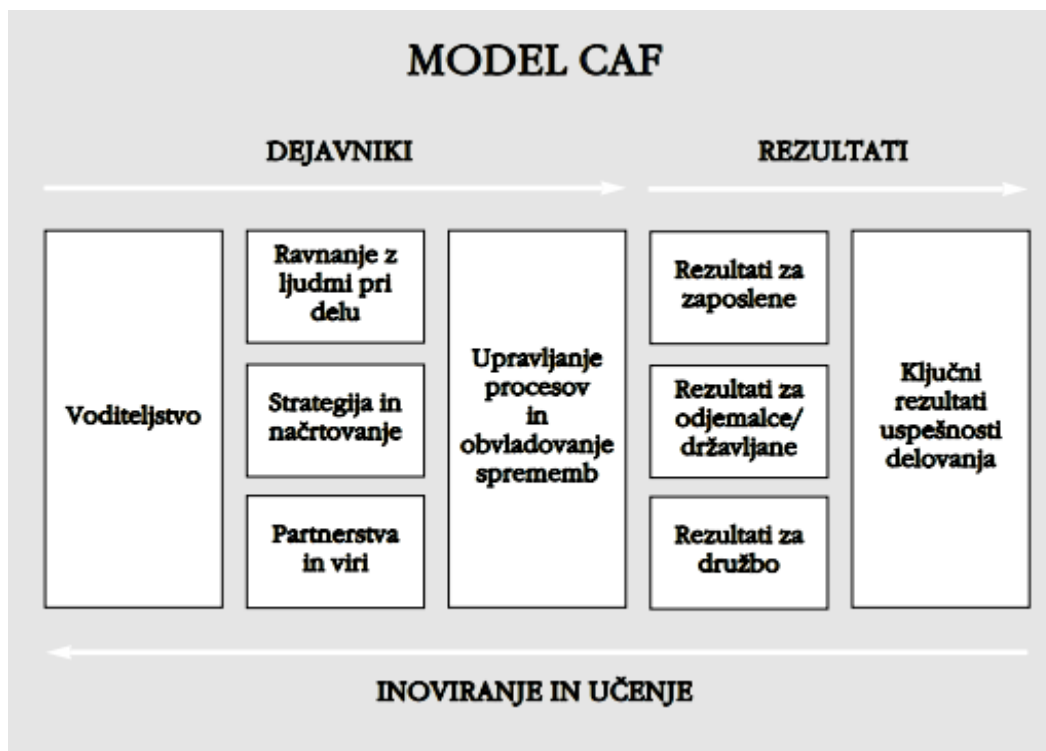 MODEL CAF
DEJAVNIKI
REZULTATI
Voditeljstvo
Ravnanje z
ljudmi pri
delu
Strategija in
načrtovanje
Partnerstva
in viri
Upravljanje
procesov
in
obvladovanje
sprememb
Rezultati za
zaposlene
Rezultati za
odjemalce/
državljane
Rezultati za
družbo
Ključni
rezultati
uspešnosti
delovanja
INOVIRANJE IN UČENJE